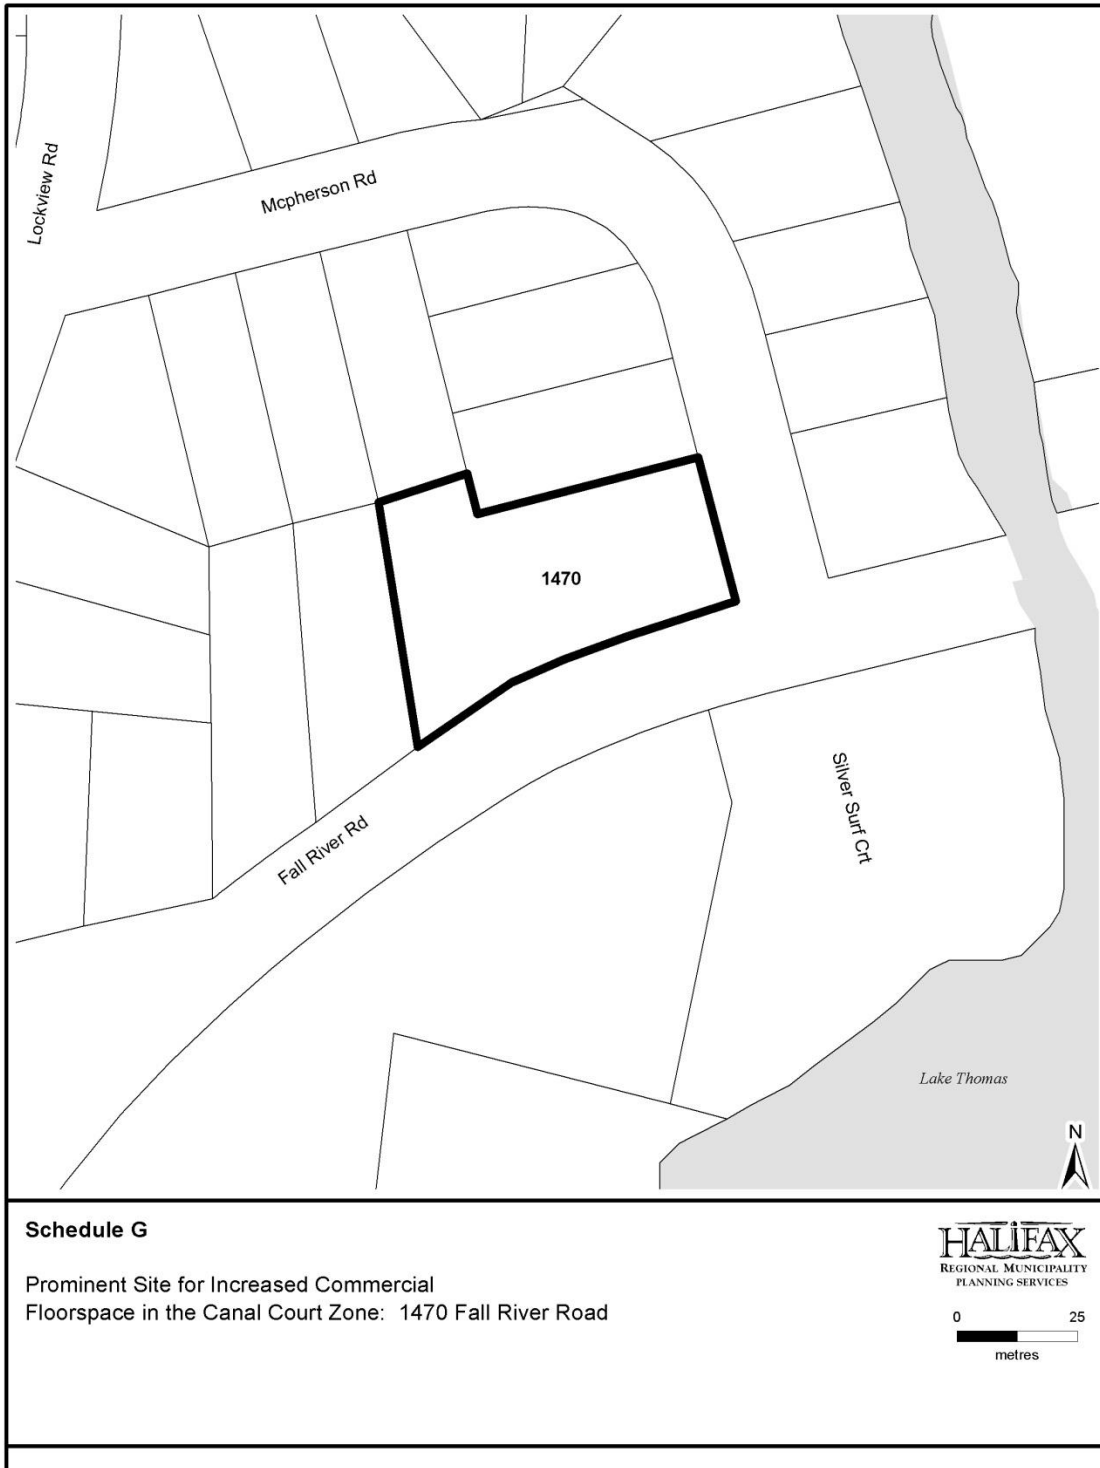 Lockview Rd
Mcpherson Rd
1470
Silver Surf Crt
Fall River Rd
Lake Thomas
N
Schedule G
Prominent Site for Increased Commercial
Floorspace in the Canal Court Zone: 1470 Fall River Road
HALIFAX
REGIONAL MUNICIPALITY
PLANNING SERVICES
0 25
metres